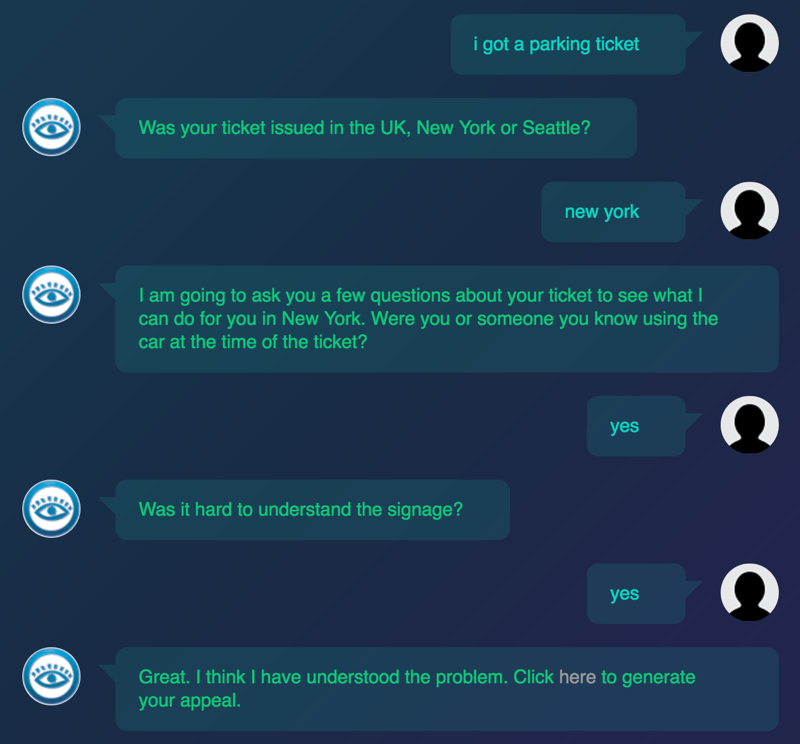 i got a parking ticket
Was your ticket issued in the UK, New York or Seattle?
new york
I am going to ask you a few questions about your ticket to see what I
can do for you in New York. Were you or someone you know using the
car at the time of the ticket?
yes
Was it hard to understand the signage?
yes
Great. I think I have understood the problem. Click here to generate
your appeal.